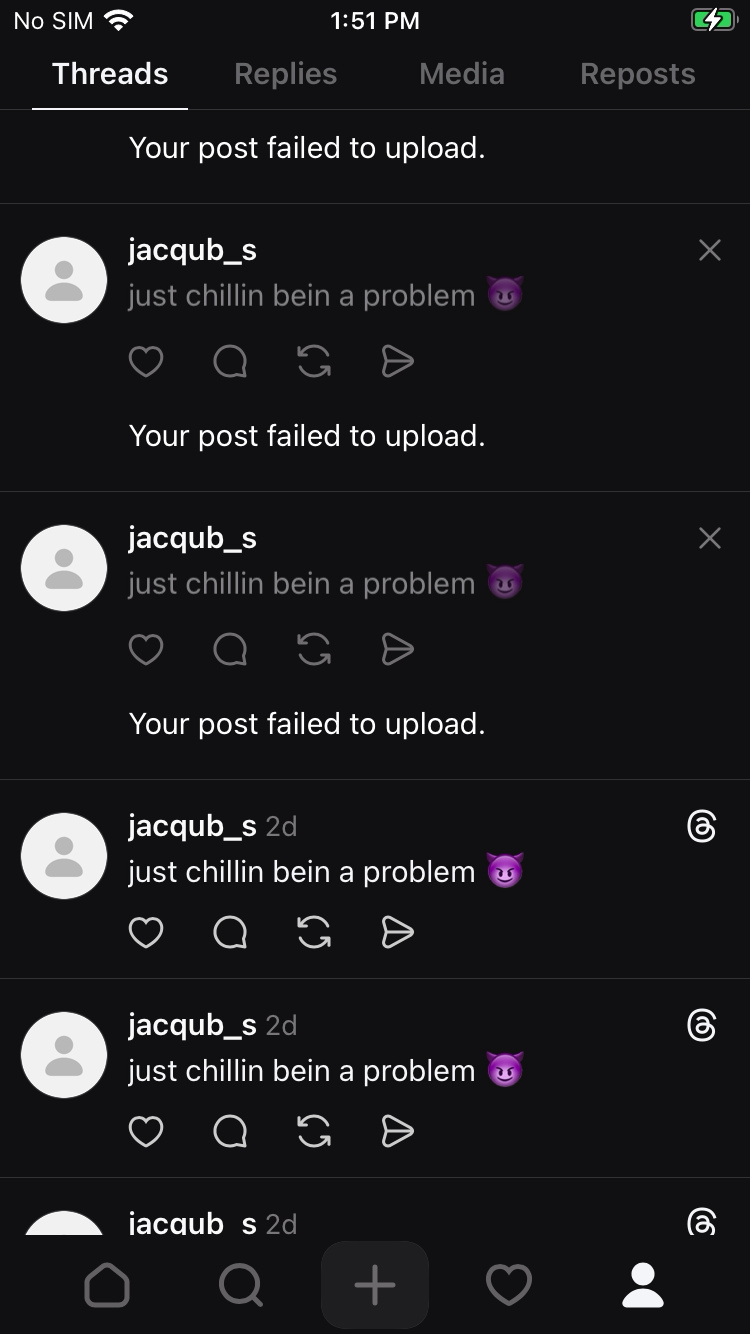 No SIM 1:51 PM
Threads Replies Media Reposts
Your post failed to upload.
jacqub_s
just chillin bein a problem 😈
Your post failed to upload.
jacqub_s
just chillin bein a problem 😈
Your post failed to upload.
jacqub_s 2d
just chillin bein a problem 😈
jacqub_s 2d
just chillin bein a problem 😈
jacqub_s 2d